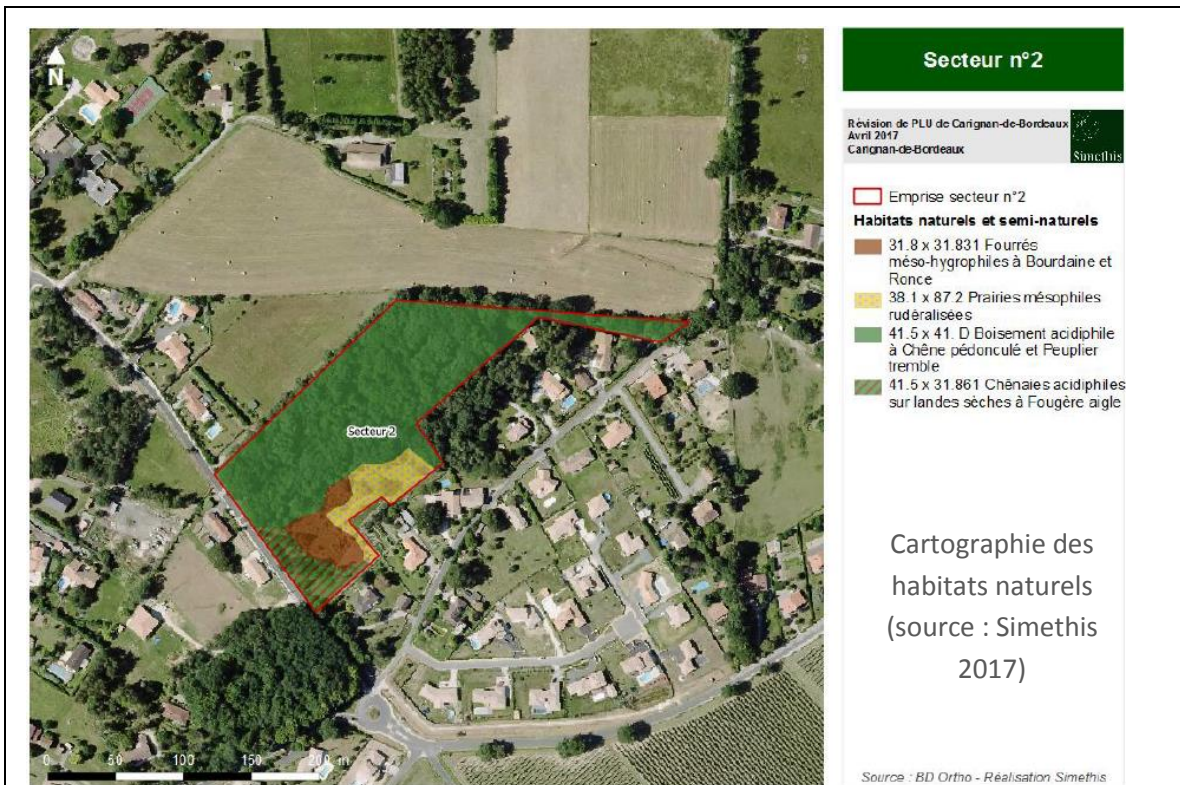 N
Secteur 2
0 50 100 150 200 m
Secteur n°2
Révision de PLU de Carignan-de-Bordeaux
Avril 2017
Carignan-de-Bordeaux
Simethis
Emprise secteur n°2
Habitats naturels et semi-naturels
31.8 x 31.831 Fourrés
méso-hygrophiles à Bourdaine et
Ronce
38.1 x 87.2 Prairies mésophiles
rudéralisées
41.5 x 41. D Boisement acidiphile
à Chêne pédonculé et Peuplier
tremble
41.5 x 31.861 Chênaies acidiphiles
sur landes sèches à Fougère aigle
Cartographie des
habitats naturels
(source : Simethis
2017)
Source : BD Ortho - Réalisation Simethis